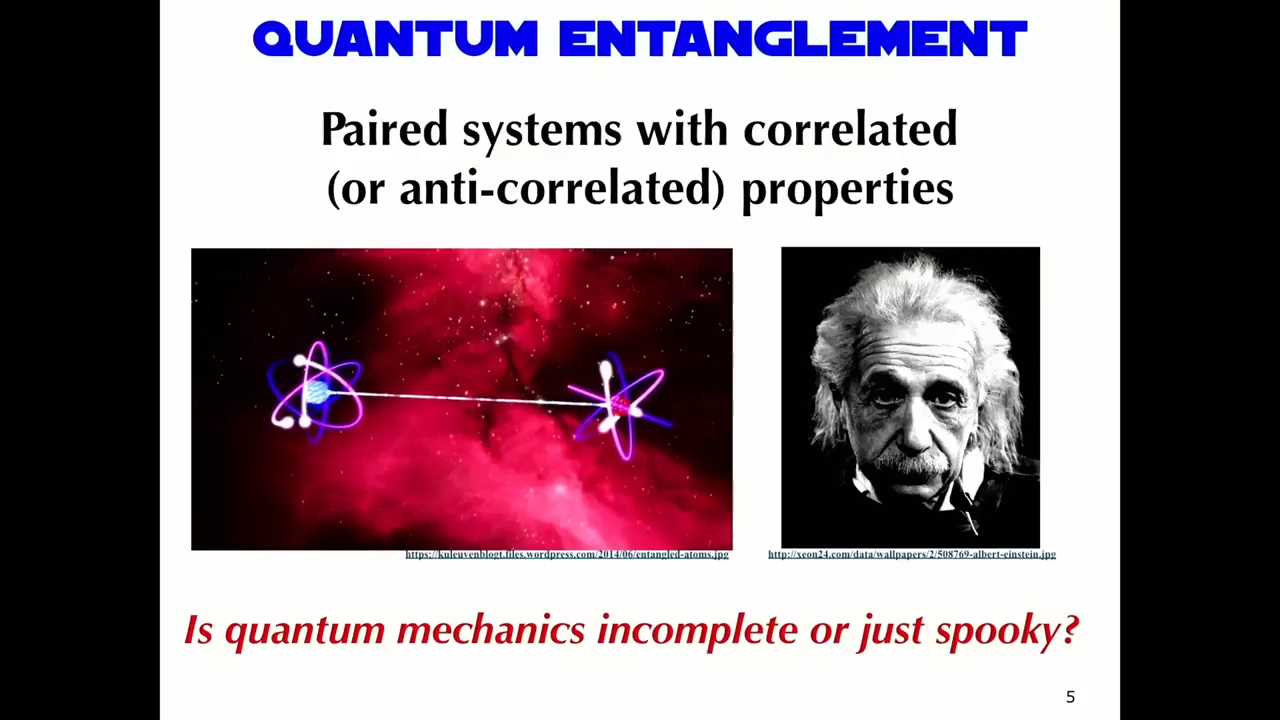 QUANTUM ENTANGLEMENT
Paired systems with correlated
(or anti-correlated) properties
https://kuleuvenblogt.files.wordpress.com/2014/06/entangled-atoms.jpg
http://xeon24.com/data/wallpapers/2/508769-albert-einstein.jpg
Is quantum mechanics incomplete or just spooky?
5